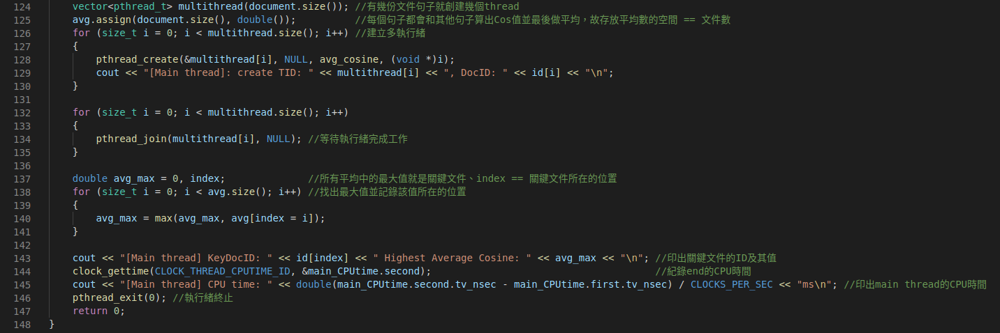 124 vector<pthread_t> multithread(document.size()); //有幾份文件句子就創建幾個thread
125 avg.assign(document.size(), double()); //每個句子都會和其他句子算出Cos值並最後做平均，故存放平均數的空間 == 文件數
126 for (size_t i = 0; i < multithread.size(); i++) //建立多執行緒
127 {
128 pthread_create(&multithread[i], NULL, avg_cosine, (void *)i);
129 cout << "[Main thread]: create TID: " << multithread[i] << ", DocID: " << id[i] << "\n";
130 }
131
132 for (size_t i = 0; i < multithread.size(); i++)
133 {
134 pthread_join(multithread[i], NULL); //等待執行緒完成工作
135 }
136
137 double avg_max = 0, index; //所有平均中的最大值就是關鍵文件、index == 關鍵文件所在的位置
138 for (size_t i = 0; i < avg.size(); i++) //找出最大值並記錄該值所在的位置
139 {
140 avg_max = max(avg_max, avg[index = i]);
141 }
142
143 cout << "[Main thread] KeyDocID: " << id[index] << " Highest Average Cosine: " << avg_max << "\n"; //印出關鍵文件的ID及其值
144 clock_gettime(CLOCK_THREAD_CPUTIME_ID, &main_CPUtime.second); //紀錄end的CPU時間
145 cout << "[Main thread] CPU time: " << double(main_CPUtime.second.tv_nsec - main_CPUtime.first.tv_nsec) / CLOCKS_PER_SEC << "ms\n"; //印出main thread的CPU時間
146 pthread_exit(0); //執行緒終止
147 return 0;
148 }